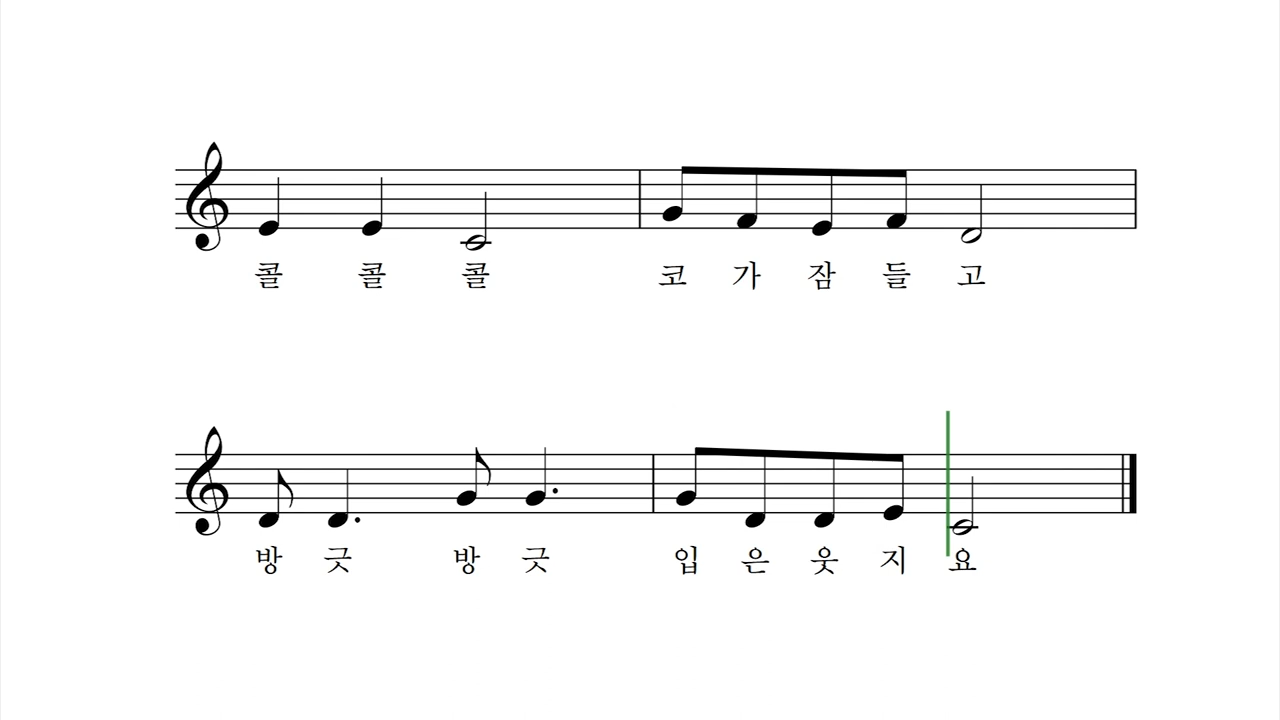 콜 콜 콜 코 가 잠 들 고
방 긋 방 긋 입 은 웃 지 요